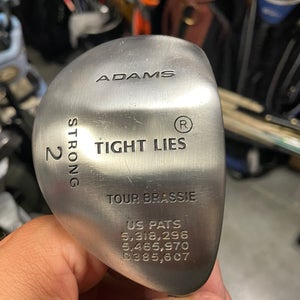 ADAMS
STRONG 2
TIGHT LIES ®
TOUR BRASSIE
US PATS
5,318,296
5,465,970
D385,607